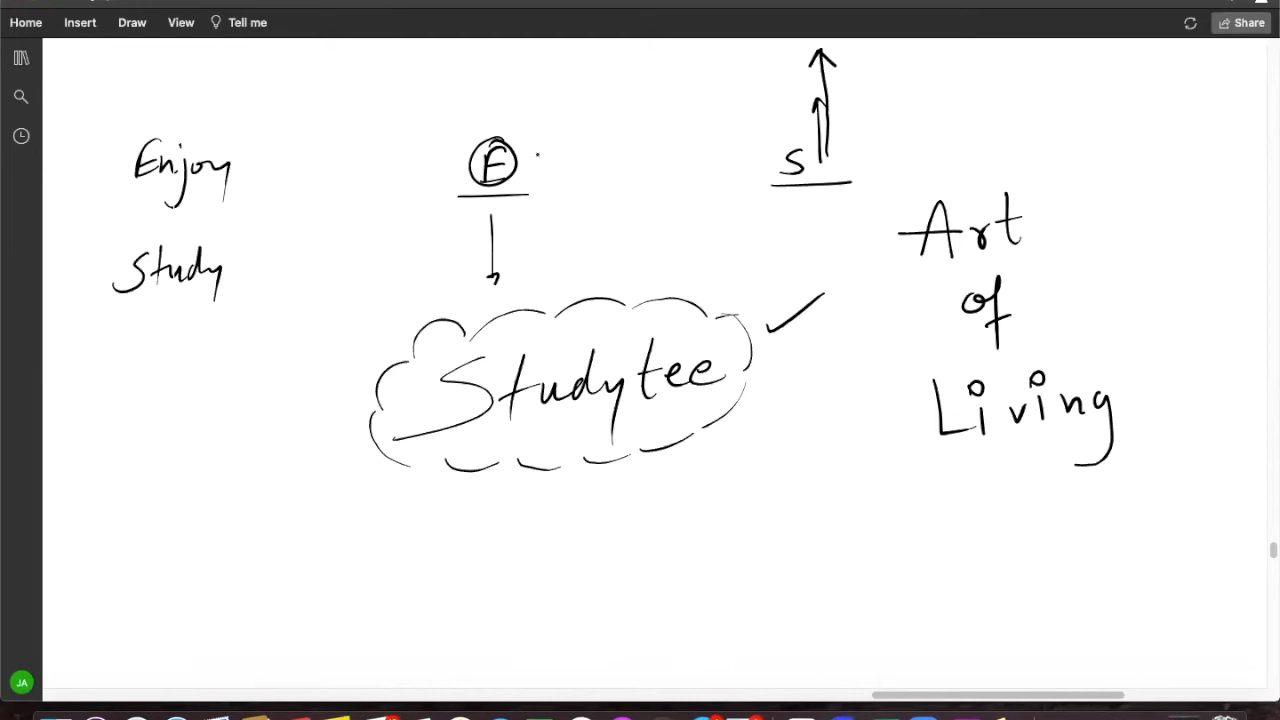 Home Insert Draw View Tell me Share
Enjoy
E
S
Study
Studytee
Art
of
Living
JA